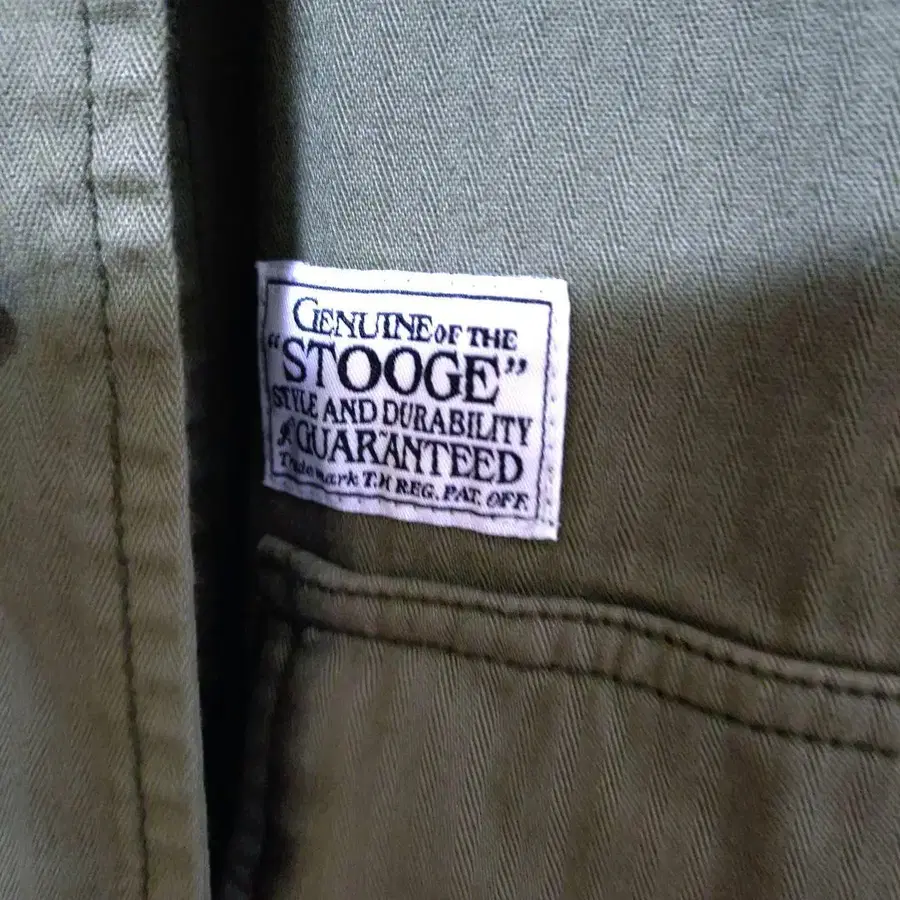 GENUINE OF THE
“STOOGE”
STYLE AND DURABILITY
GUARANTEED
Trademark T.H REG. PAT. OFF.